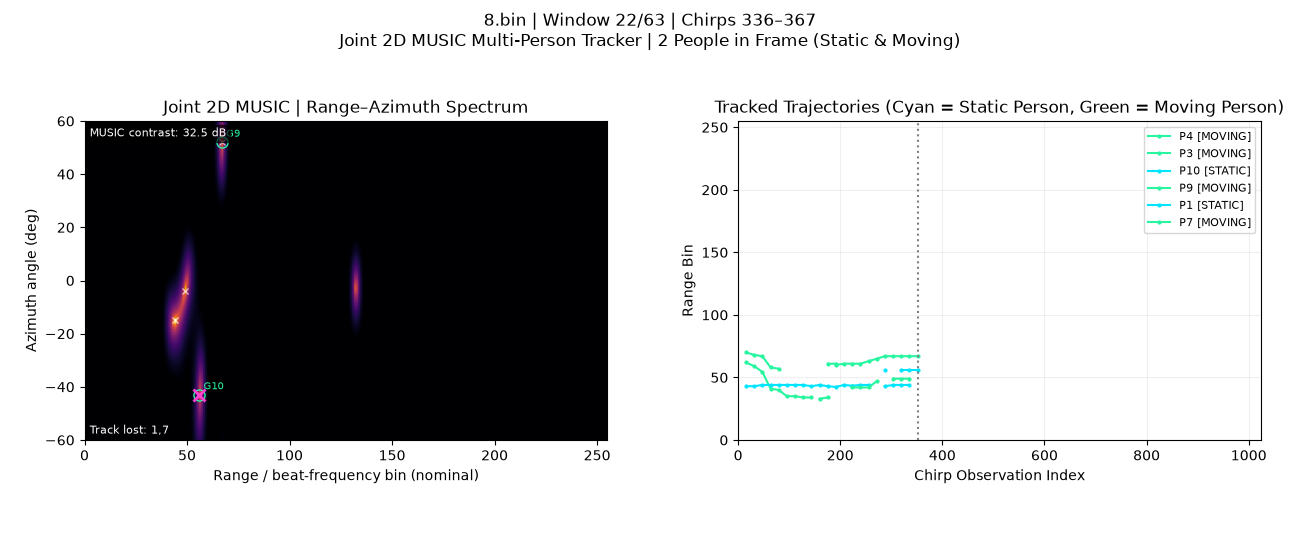 8.bin | Window 22/63 | Chirps 336–367
Joint 2D MUSIC Multi-Person Tracker | 2 People in Frame (Static & Moving)
Joint 2D MUSIC | Range–Azimuth Spectrum
MUSIC contrast: 32.5 dB
G9
G10
Track lost: 1,7
60
40
20
0
−20
−40
−60
Azimuth angle (deg)
0 50 100 150 200 250
Range / beat-frequency bin (nominal)
Tracked Trajectories (Cyan = Static Person, Green = Moving Person)
P4 [MOVING]
P3 [MOVING]
P10 [STATIC]
P9 [MOVING]
P1 [STATIC]
P7 [MOVING]
250
200
150
100
50
0
Range Bin
0 200 400 600 800 1000
Chirp Observation Index